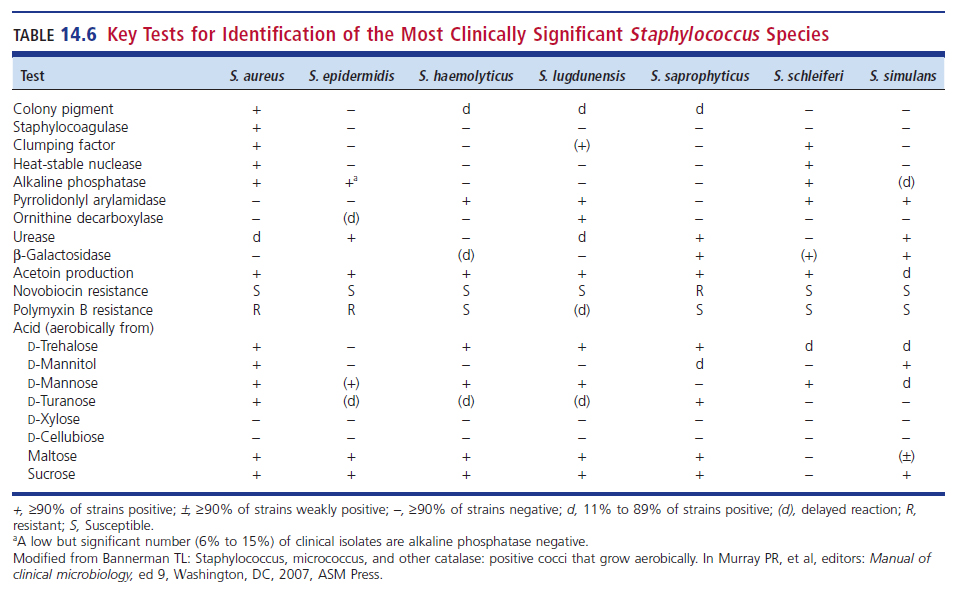 TABLE 14.6 Key Tests for Identification of the Most Clinically Significant Staphylococcus Species
Test S. aureus S. epidermidis S. haemolyticus S. lugdunensis S. saprophyticus S. schleiferi S. simulans
Colony pigment + – d d d – –
Staphylocoagulase + – – – – – –
Clumping factor + – – (+) – + –
Heat-stable nuclease + – – – – + –
Alkaline phosphatase + +a – – – + (d)
Pyrrolidonlyl arylamidase – – + + – + +
Ornithine decarboxylase – (d) – + – – –
Urease d + – d + – +
β-Galactosidase – (d) – + (+) +
Acetoin production + + + + + + d
Novobiocin resistance S S S S R S S
Polymyxin B resistance R R S (d) S S S
Acid (aerobically from)
D-Trehalose + – + + + d d
D-Mannitol + – – – d – +
D-Mannose + (+) + + – + d
D-Turanose + (d) (d) (d) + – –
D-Xylose – – – – – – –
D-Cellubiose – – – – – – –
Maltose + + + + + – (±)
Sucrose + + + + + – +
+, ≥90% of strains positive; ±, ≥90% of strains weakly positive; –, ≥90% of strains negative; d, 11% to 89% of strains positive; (d), delayed reaction; R,
resistant; S, Susceptible.
aA low but significant number (6% to 15%) of clinical isolates are alkaline phosphatase negative.
Modified from Bannerman TL: Staphylococcus, micrococcus, and other catalase: positive cocci that grow aerobically. In Murray PR, et al, editors: Manual of
clinical microbiology, ed 9, Washington, DC, 2007, ASM Press.